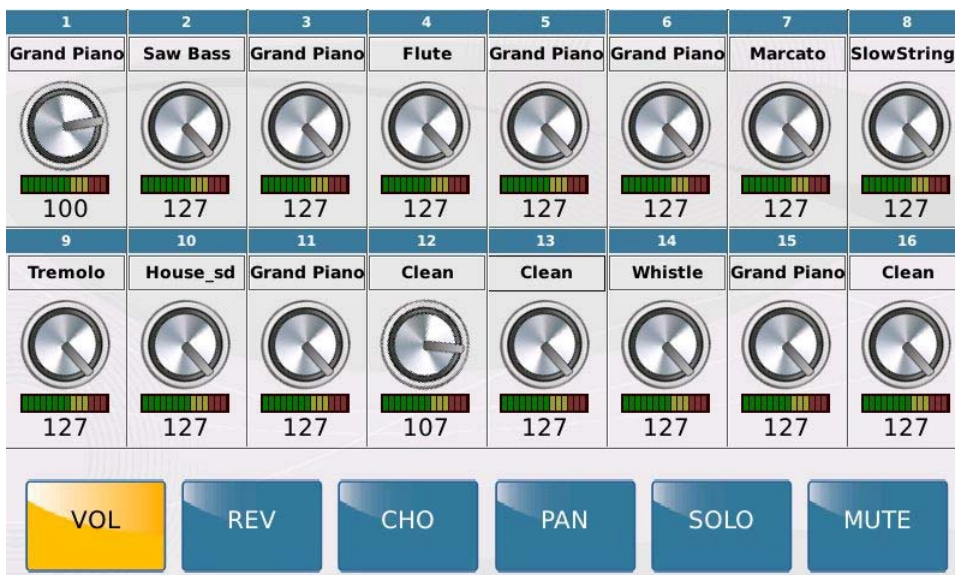 1 2 3 4 5 6 7 8
Grand Piano Saw Bass Grand Piano Flute Grand Piano Grand Piano Marcato SlowString
100 127 127 127 127 127 127 127
9 10 11 12 13 14 15 16
Tremolo House_sd Grand Piano Clean Clean Whistle Grand Piano Clean
127 127 127 107 127 127 127 127
VOL REV CHO PAN SOLO MUTE